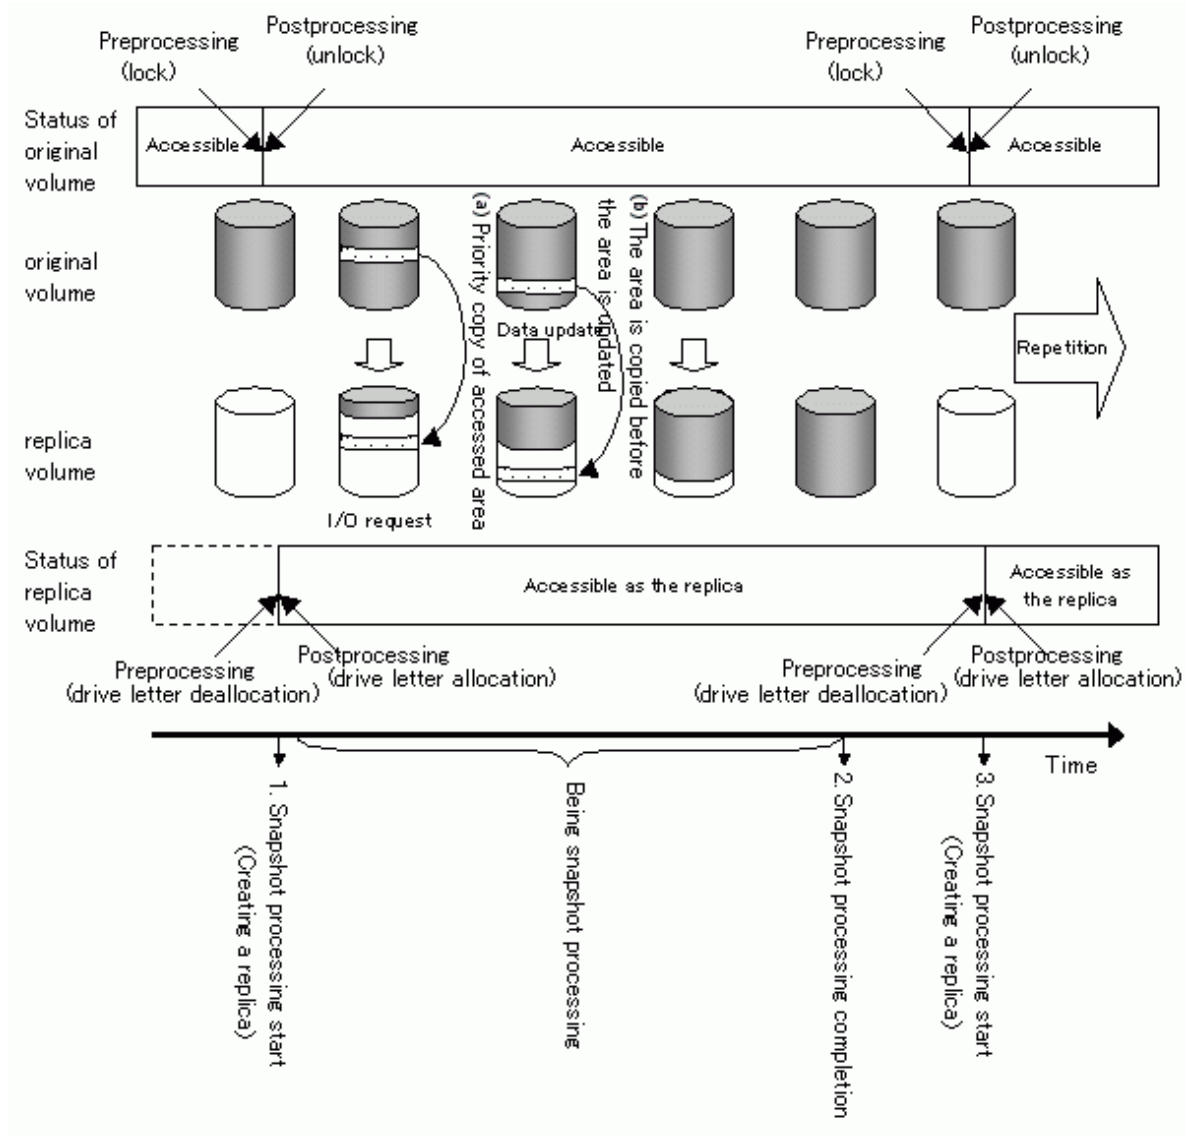 Preprocessing
(lock)
Postprocessing
(unlock)
Preprocessing
(lock)
Postprocessing
(unlock)
Status of
original
volume
Accessible
Accessible
Accessible
original
volume
(a) Priority copy of accessed area
Data update
(b) The area is copied before
the area is updated
Repetition
replica
volume
I/O request
Status of
replica
volume
Accessible as the replica
Accessible as
the replica
Preprocessing
(drive letter deallocation)
Postprocessing
(drive letter allocation)
Preprocessing
(drive letter deallocation)
Postprocessing
(drive letter allocation)
Time
1. Snapshot processing start
(Creating a replica)
Being snapshot processing
2. Snapshot processing completion
3. Snapshot processing start
(Creating a replica)